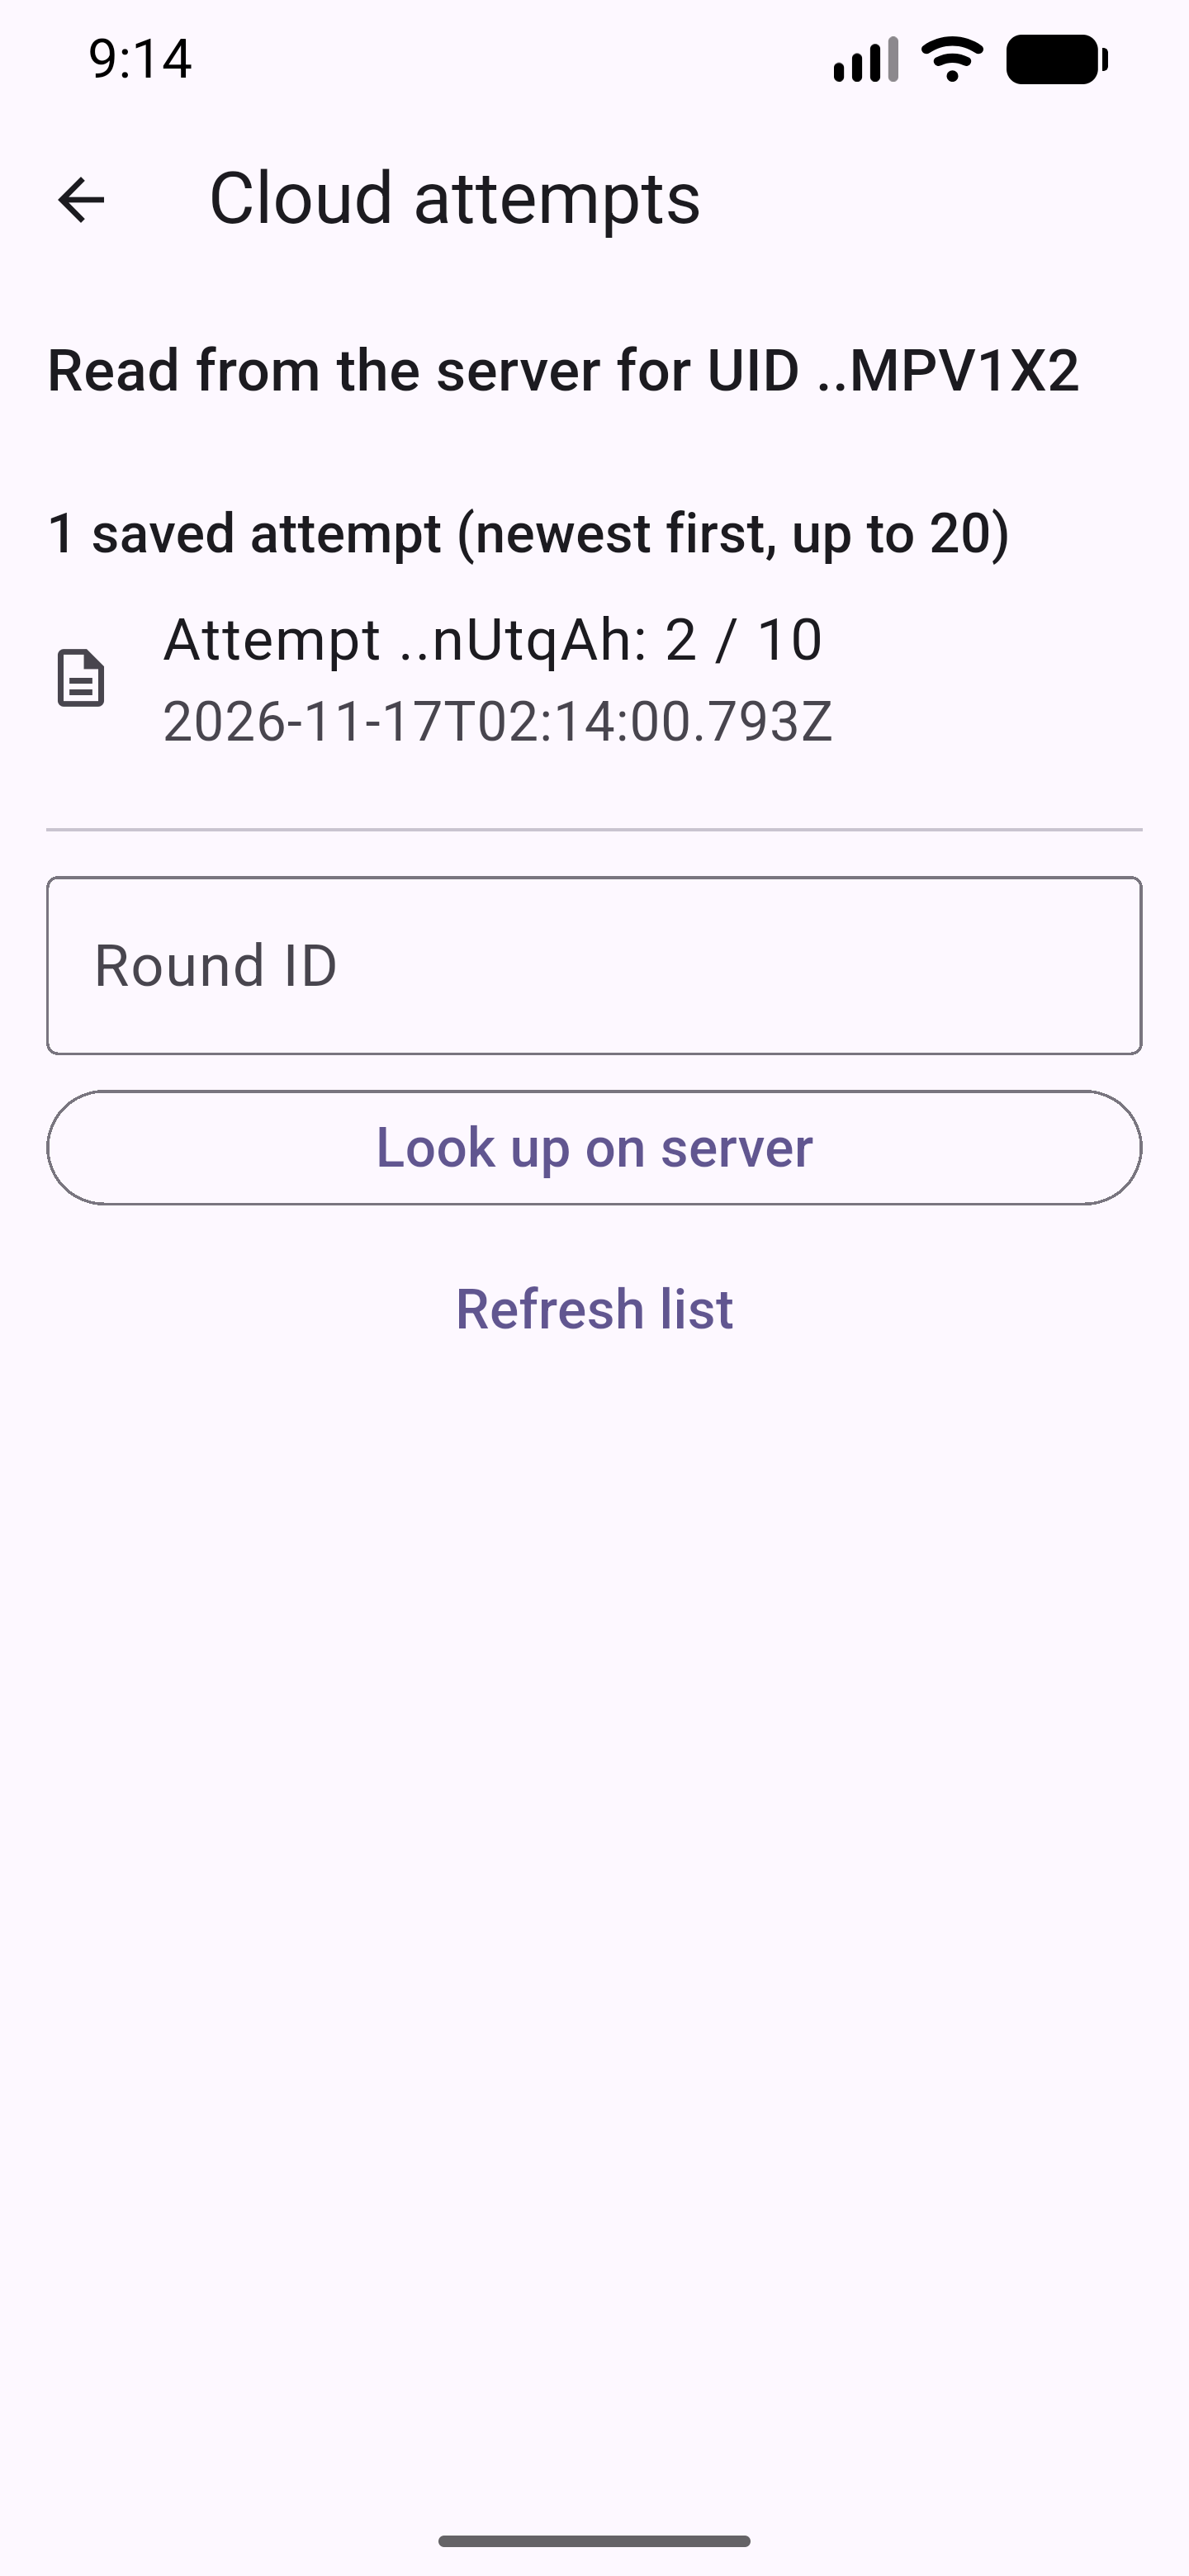 9:14
Cloud attempts
Read from the server for UID ..MPV1X2
1 saved attempt (newest first, up to 20)
Attempt ..nUtqAh: 2 / 10
2026-11-17T02:14:00.793Z
Round ID
Look up on server
Refresh list